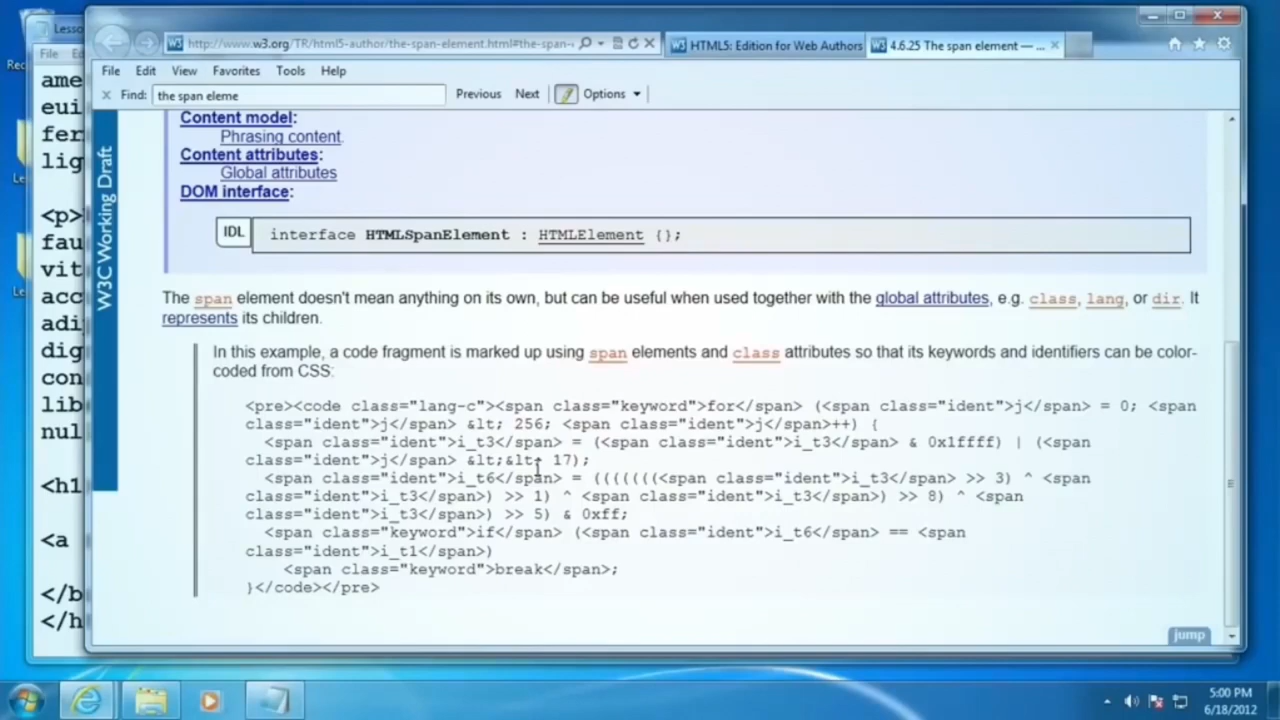 Lesso
http://www.w3.org/TR/html5-author/the-span-element.html#the-span-
HTML5: Edition for Web Authors
4.6.25 The span element — ...
File Edit View Favorites Tools Help
Find: the span eleme Previous Next Options
File
Rec
ame
eui
fer
lig
<p>
fau
vit
acc
adi
dig
con
lib
nul
<h1
<a
</b
</h
W3C Working Draft
Content model:
Phrasing content.
Content attributes:
Global attributes
DOM interface:
IDL
interface HTMLSpanElement : HTMLElement {};
The span element doesn't mean anything on its own, but can be useful when used together with the global attributes, e.g. class, lang, or dir. It
represents its children.
In this example, a code fragment is marked up using span elements and class attributes so that its keywords and identifiers can be color-
coded from CSS:
<pre><code class="lang-c"><span class="keyword">for</span> (<span class="ident">j</span> = 0; <span
class="ident">j</span> &lt; 256; <span class="ident">j</span>++) {
<span class="ident">i_t3</span> = (<span class="ident">i_t3</span> & 0x1ffff) | (<span
class="ident">j</span> &lt;&lt; 17);
<span class="ident">i_t6</span> = (((((((<span class="ident">i_t3</span> >> 3) ^ <span
class="ident">i_t3</span>) >> 1) ^ <span class="ident">i_t3</span>) >> 8) ^ <span
class="ident">i_t3</span>) >> 5) & 0xff;
<span class="keyword">if</span> (<span class="ident">i_t6</span> == <span
class="ident">i_t1</span>)
<span class="keyword">break</span>;
}</code></pre>
jump
5:00 PM
6/18/2012